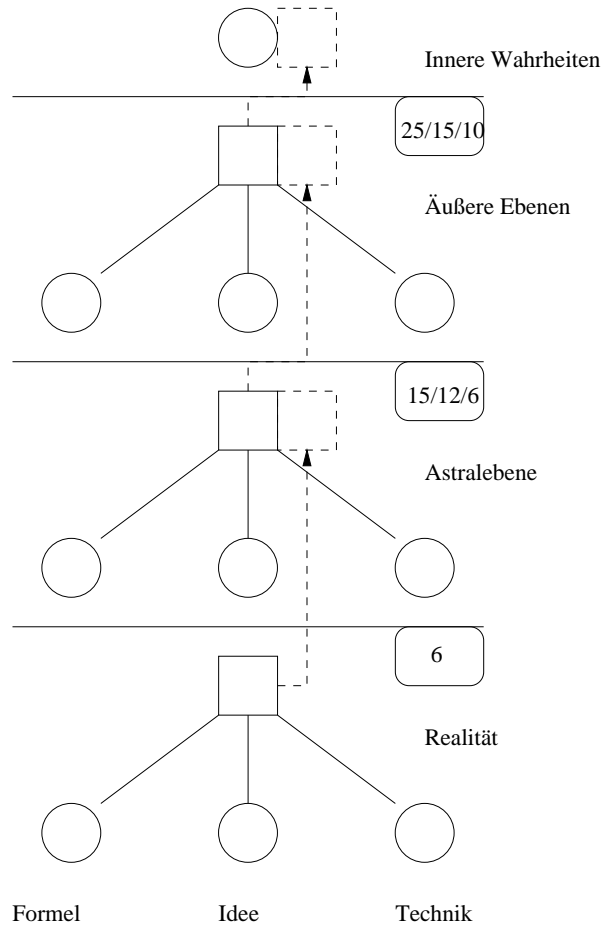 Innere Wahrheiten
25/15/10
Äußere Ebenen
15/12/6
Astralebene
6
Realität
Formel Idee Technik